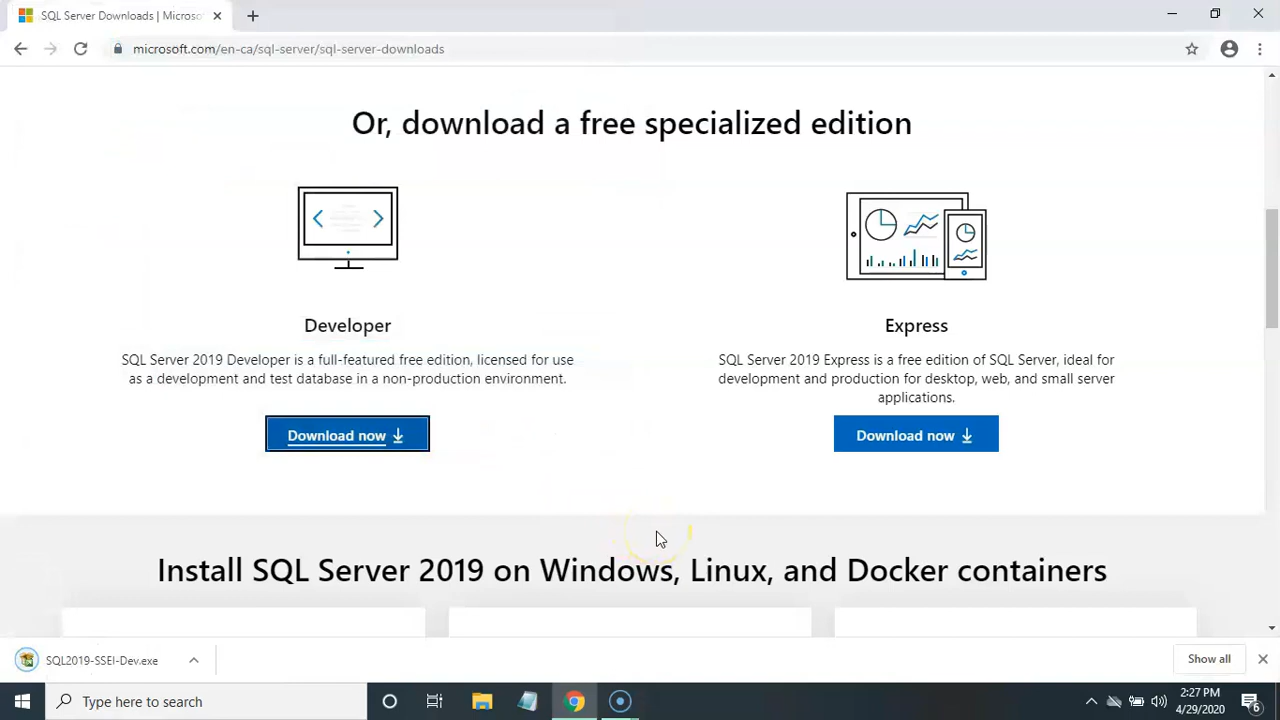 SQL Server Downloads | Microsoft
microsoft.com/en-ca/sql-server/sql-server-downloads
Or, download a free specialized edition
Developer
SQL Server 2019 Developer is a full-featured free edition, licensed for use
as a development and test database in a non-production environment.
Download now
Express
SQL Server 2019 Express is a free edition of SQL Server, ideal for
development and production for desktop, web, and small server
applications.
Download now
Install SQL Server 2019 on Windows, Linux, and Docker containers
SQL2019-SSEI-Dev.exe
Show all
Type here to search
2:27 PM
4/29/2020
6